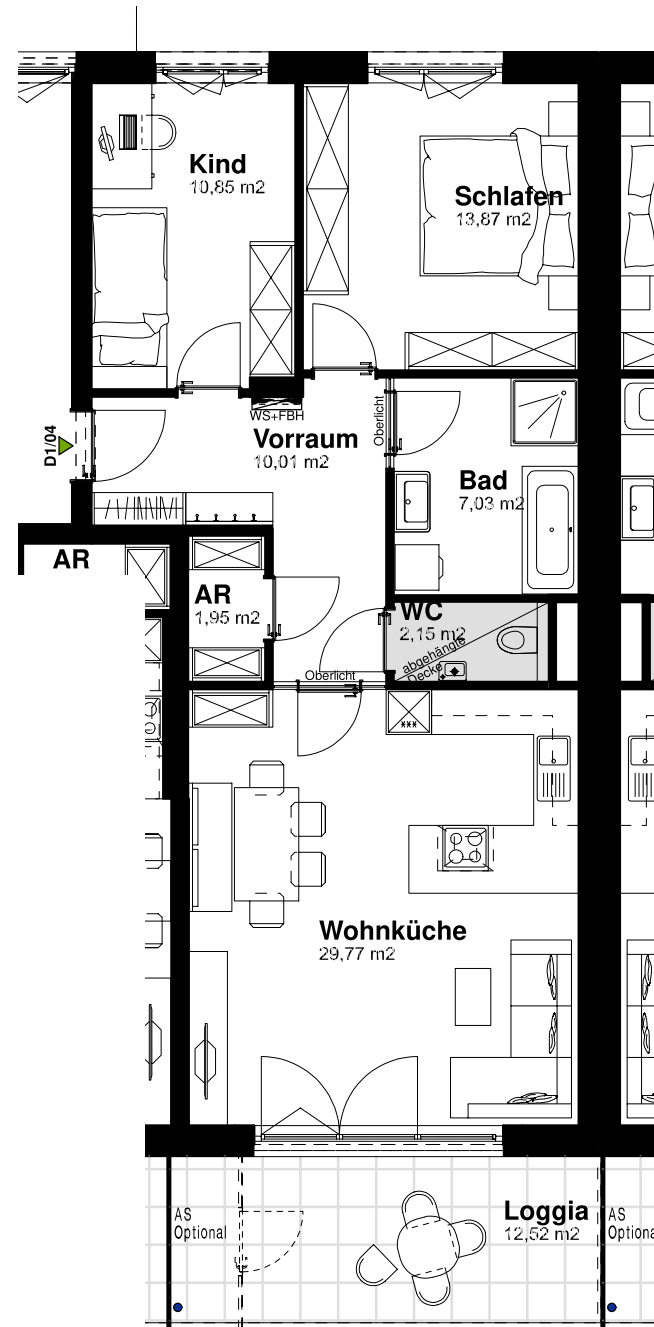 Kind
10,85 m2
Schlafen
13,87 m2
WS+FBH
Oberlicht
D1/04
Vorraum
10,01 m2
Bad
7,03 m2
AR
AR
1,95 m2
WC
2,15 m2
abgehängte
Decke
Oberlicht
***
Wohnküche
29,77 m2
Loggia
12,52 m2
AS
Optional
AS
Optiona